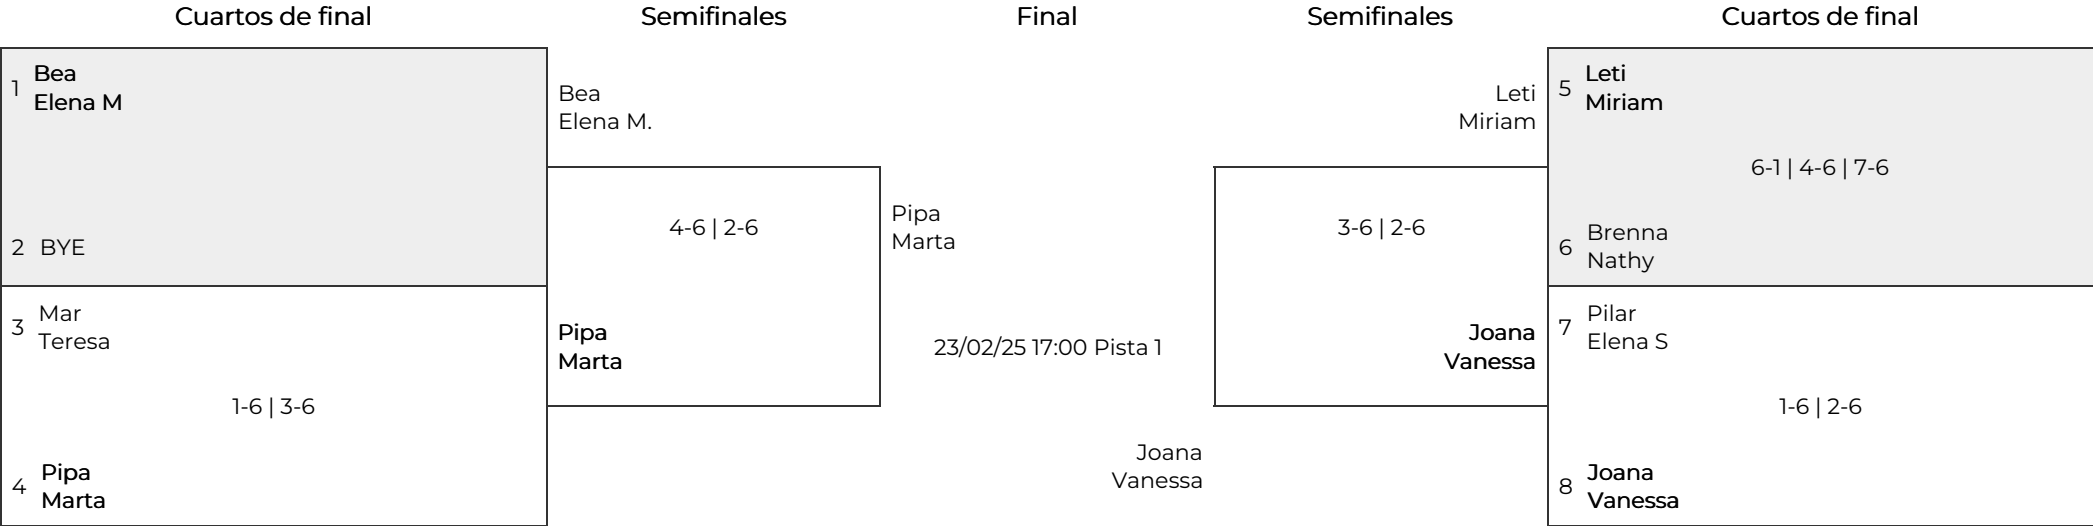 Cuartos de final
Semifinales
Final
Semifinales
Cuartos de final
1
Bea
Elena M
2 BYE
3
Mar
Teresa
1-6 | 3-6
4
Pipa
Marta
Bea
Elena M.
4-6 | 2-6
Pipa
Marta
Pipa
Marta
23/02/25 17:00 Pista 1
Joana
Vanessa
Leti
Miriam
3-6 | 2-6
Joana
Vanessa
5
Leti
Miriam
6-1 | 4-6 | 7-6
6
Brenna
Nathy
7
Pilar
Elena S
1-6 | 2-6
8
Joana
Vanessa